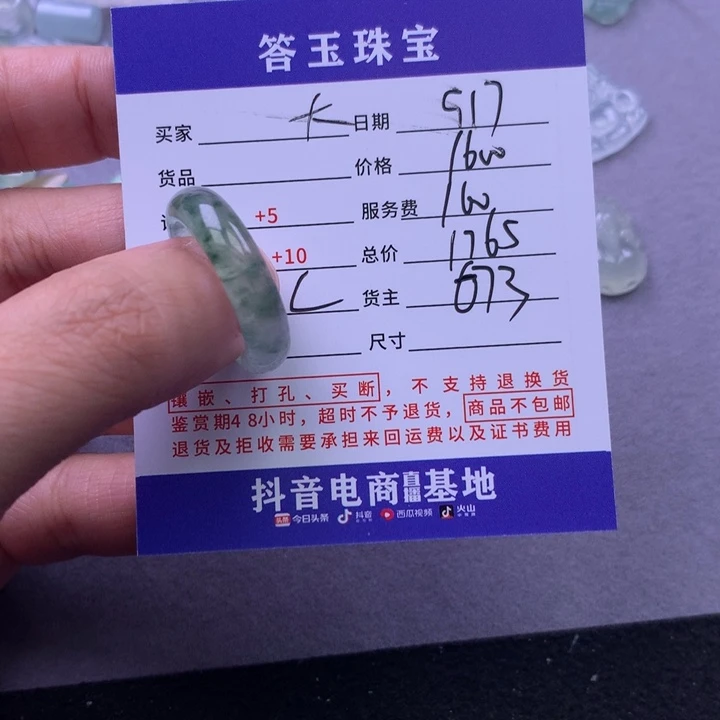 答玉珠宝
买家 大 日期 917
货品 价格 1600
+5 服务费 160
+10 总价 1765
货主 673
尺寸
镶嵌、打孔、买断，不支持退换货
鉴赏期48小时，超时不予退货，商品不包邮
退货及拒收需要承担来回运费以及证书费用
抖音电商直播基地
头条 今日头条 抖音 西瓜视频 火山